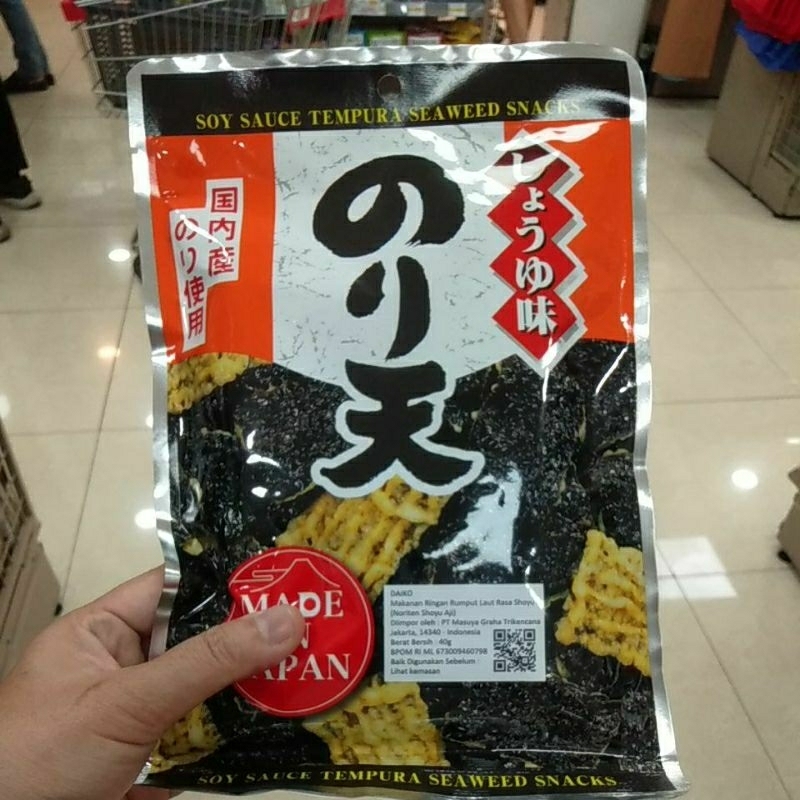 SOY SAUCE TEMPURA SEAWEED SNACKS
しょうゆ味
のり天
国内産
のり使用
MADE
IN
JAPAN
DAIKO
Makanan Ringan Rumput Laut Rasa Shoyu
(Noriten Shoyu Aji)
Diimpor oleh : PT Masuya Graha Trikencana
Jakarta, 14340 - Indonesia
Berat Bersih : 40g
BPOM RI ML 673009460798
Baik Digunakan Sebelum :
Lihat kemasan
SOY SAUCE TEMPURA SEAWEED SNACKS